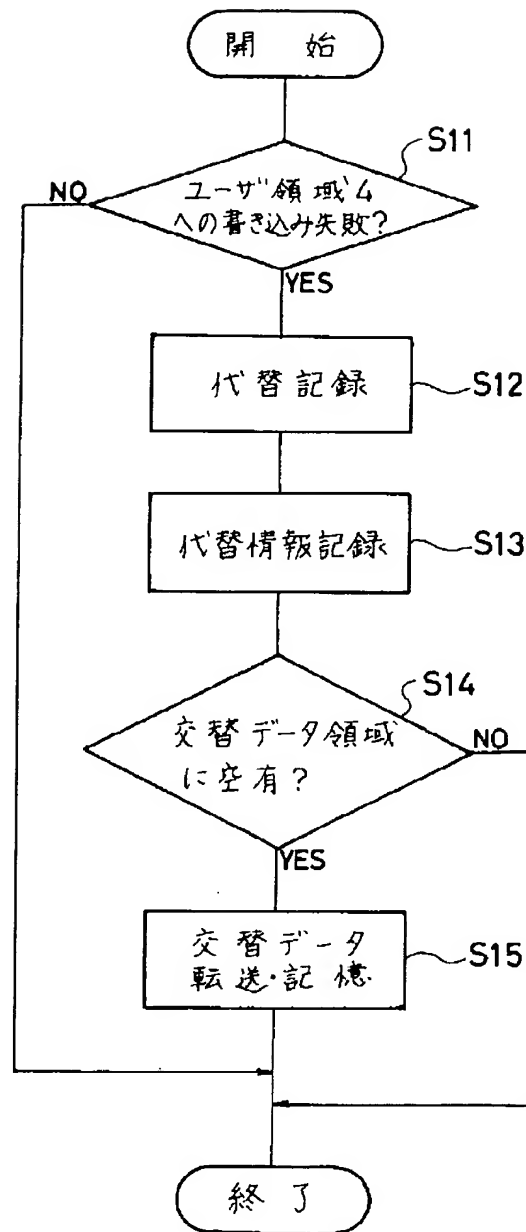 開 始
S11
NO
ユーザ領域4
への書き込み失敗?
YES
代替記録
S12
代替情報記録
S13
S14
交替データ領域
に空有?
NO
YES
交替データ
転送・記憶
S15
終了